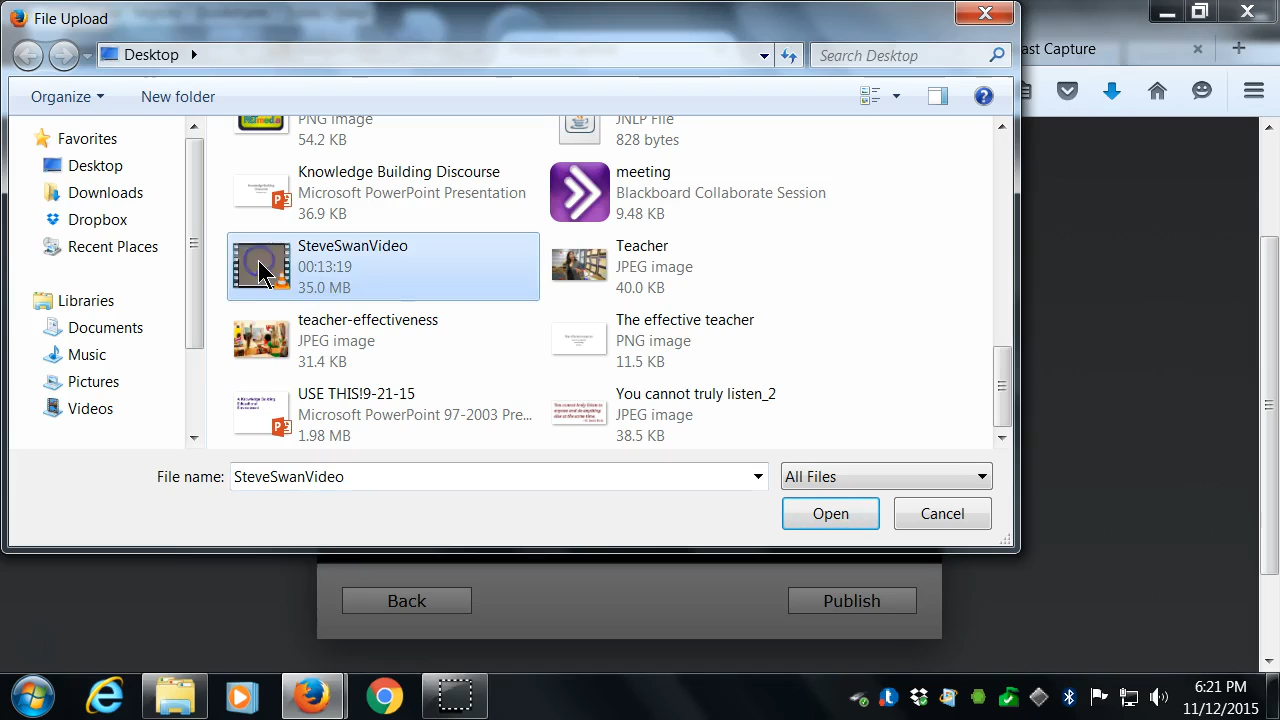 File Upload
Desktop
Search Desktop
ast Capture
Organize
New folder
Favorites
Desktop
Downloads
Dropbox
Recent Places
Libraries
Documents
Music
Pictures
Videos
PNG image
54.2 KB
JNLP File
828 bytes
Knowledge Building Discourse
Microsoft PowerPoint Presentation
36.9 KB
meeting
Blackboard Collaborate Session
9.48 KB
SteveSwanVideo
00:13:19
35.0 MB
Teacher
JPEG image
40.0 KB
teacher-effectiveness
JPEG image
31.4 KB
The effective teacher
PNG image
11.5 KB
USE THIS!9-21-15
Microsoft PowerPoint 97-2003 Pre...
1.98 MB
You cannot truly listen_2
JPEG image
38.5 KB
File name:
SteveSwanVideo
All Files
Open
Cancel
Back
Publish
6:21 PM
11/12/2015